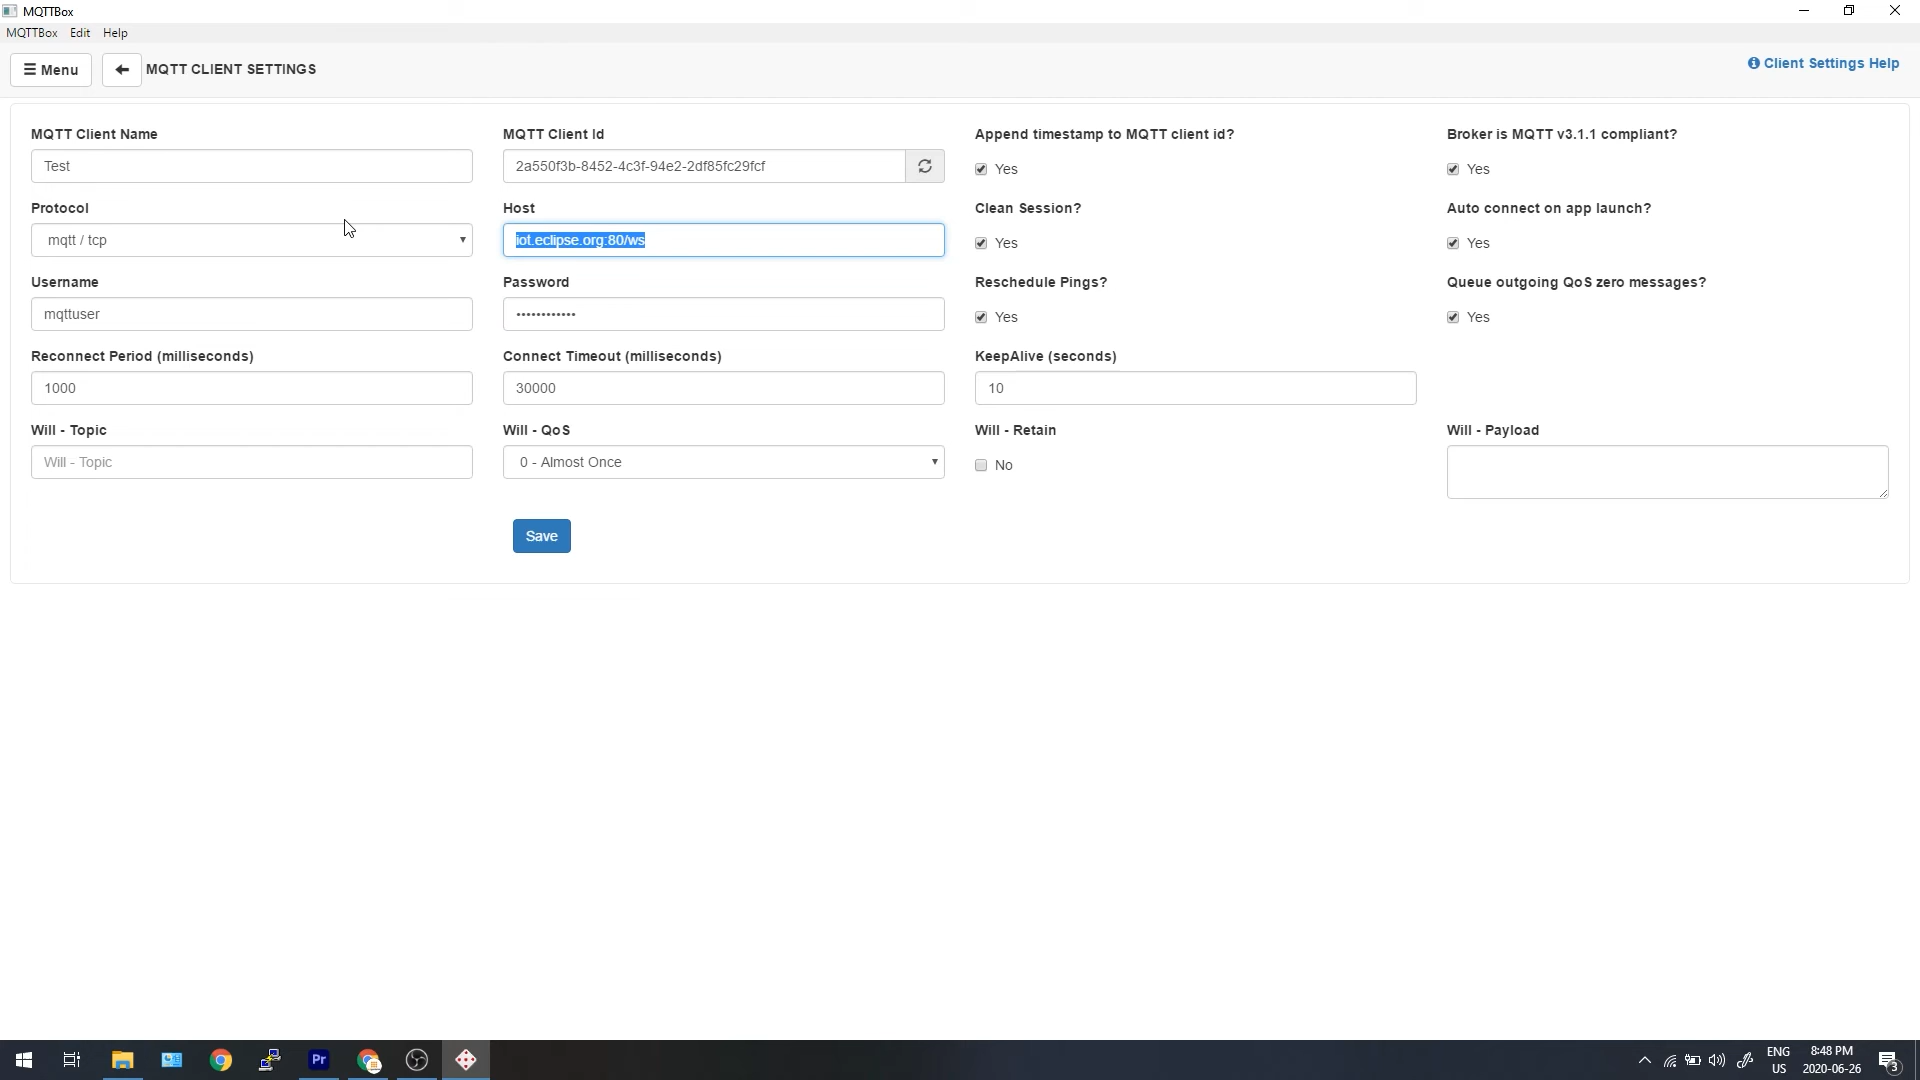 MQTTBox
MQTTBox Edit Help
Menu MQTT CLIENT SETTINGS Client Settings Help
MQTT Client Name MQTT Client Id Append timestamp to MQTT client id? Broker is MQTT v3.1.1 compliant?
Test 2a550f3b-8452-4c3f-94e2-2df85fc29fcf Yes Yes
Protocol Host Clean Session? Auto connect on app launch?
mqtt / tcp iot.eclipse.org:80/ws Yes Yes
Username Password Reschedule Pings? Queue outgoing QoS zero messages?
mqttuser •••••••••••• Yes Yes
Reconnect Period (milliseconds) Connect Timeout (milliseconds) KeepAlive (seconds)
1000 30000 10
Will - Topic Will - QoS Will - Retain Will - Payload
Will - Topic 0 - Almost Once No
Save
Pr ENG 8:48 PM
US 2020-06-26 3